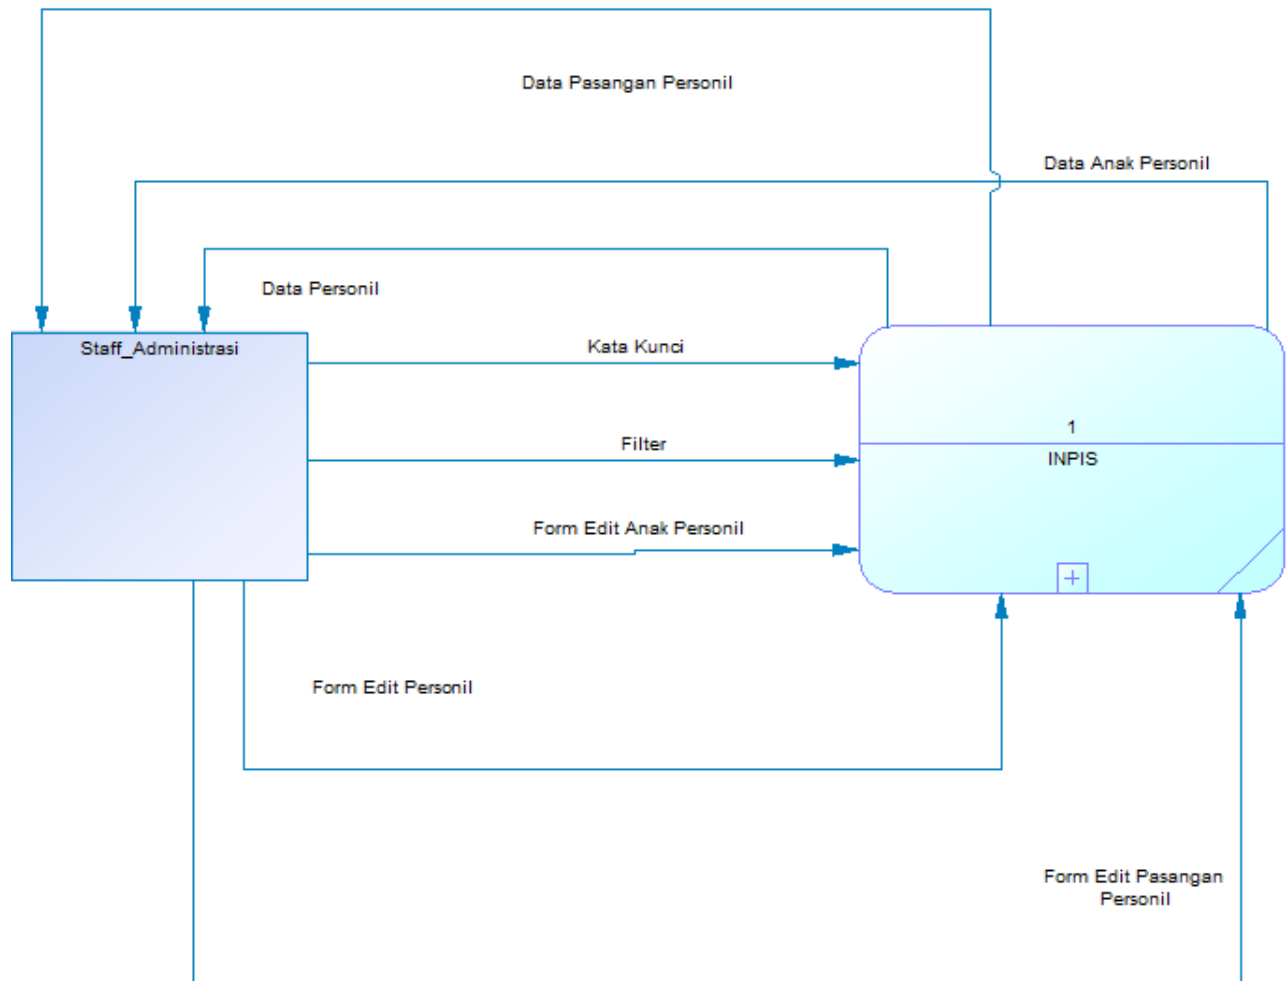 Data Pasangan Personil
Data Anak Personil
Data Personil
Staff_Administrasi
Kata Kunci
1
Filter
INPIS
Form Edit Anak Personil
Form Edit Personil
Form Edit Pasangan
Personil